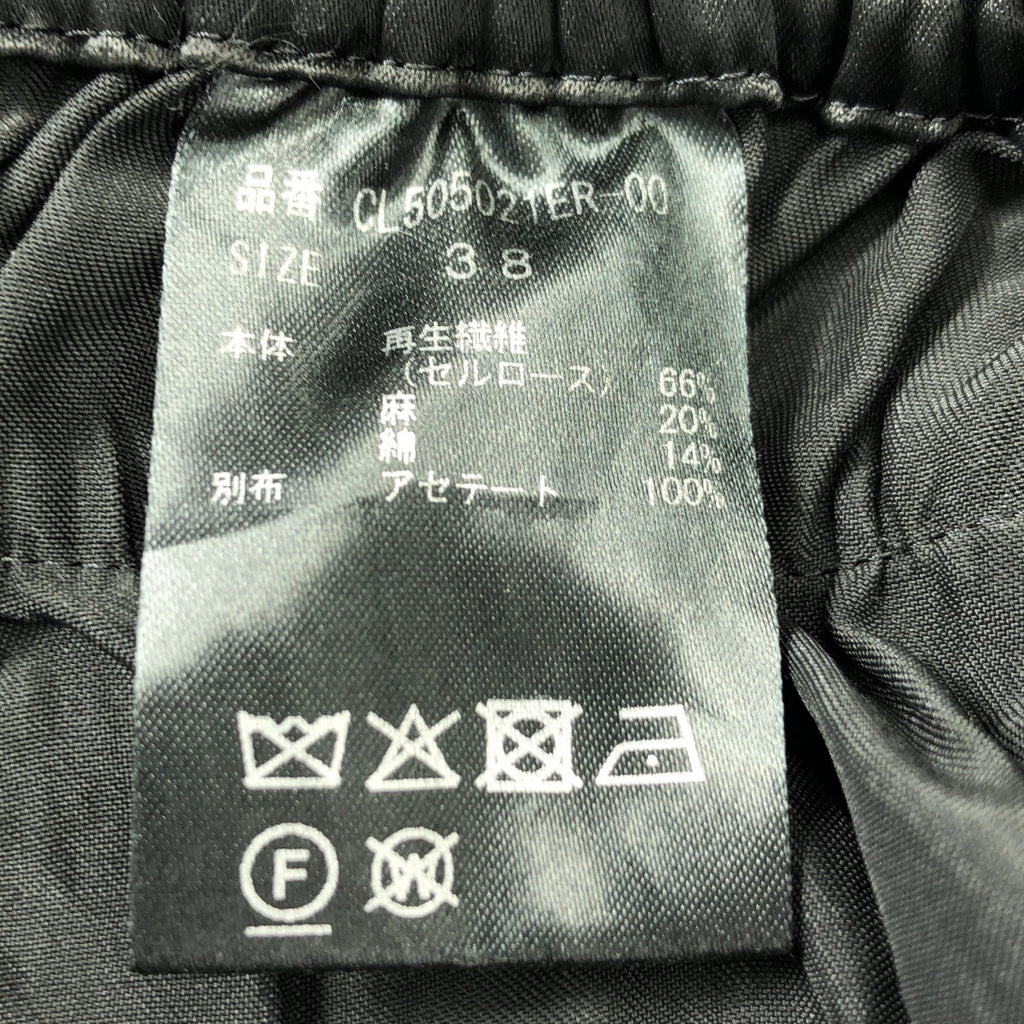 品番 CL505021ER-00
SIZE 38
本体 再生繊維
(セルロース) 66%
麻 20%
綿 14%
別布 アセテート 100%
F W